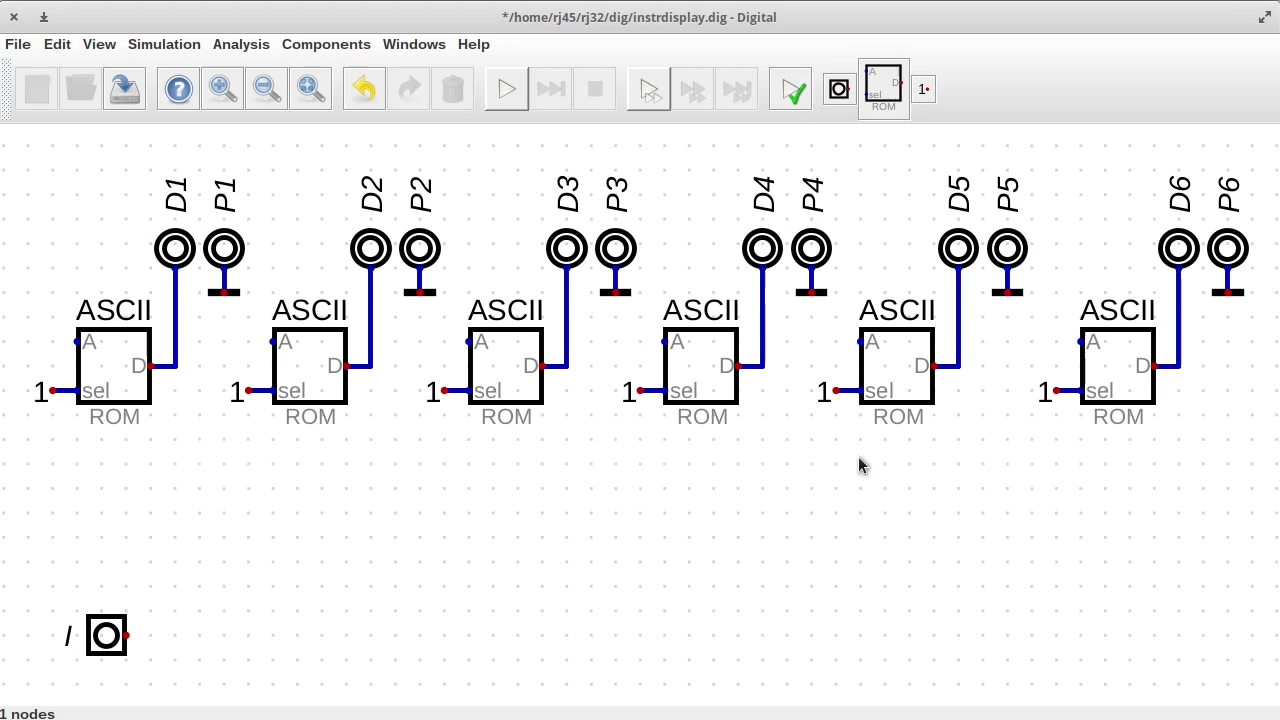 */home/rj45/rj32/dig/instrdisplay.dig - Digital
File Edit View Simulation Analysis Components Windows Help
A
D
sel
ROM
1
D1 P1 D2 P2 D3 P3 D4 P4 D5 P5 D6 P6
ASCII ASCII ASCII ASCII ASCII ASCII
A A A A A A
D D D D D D
1 sel 1 sel 1 sel 1 sel 1 sel 1 sel
ROM ROM ROM ROM ROM ROM
I
1 nodes